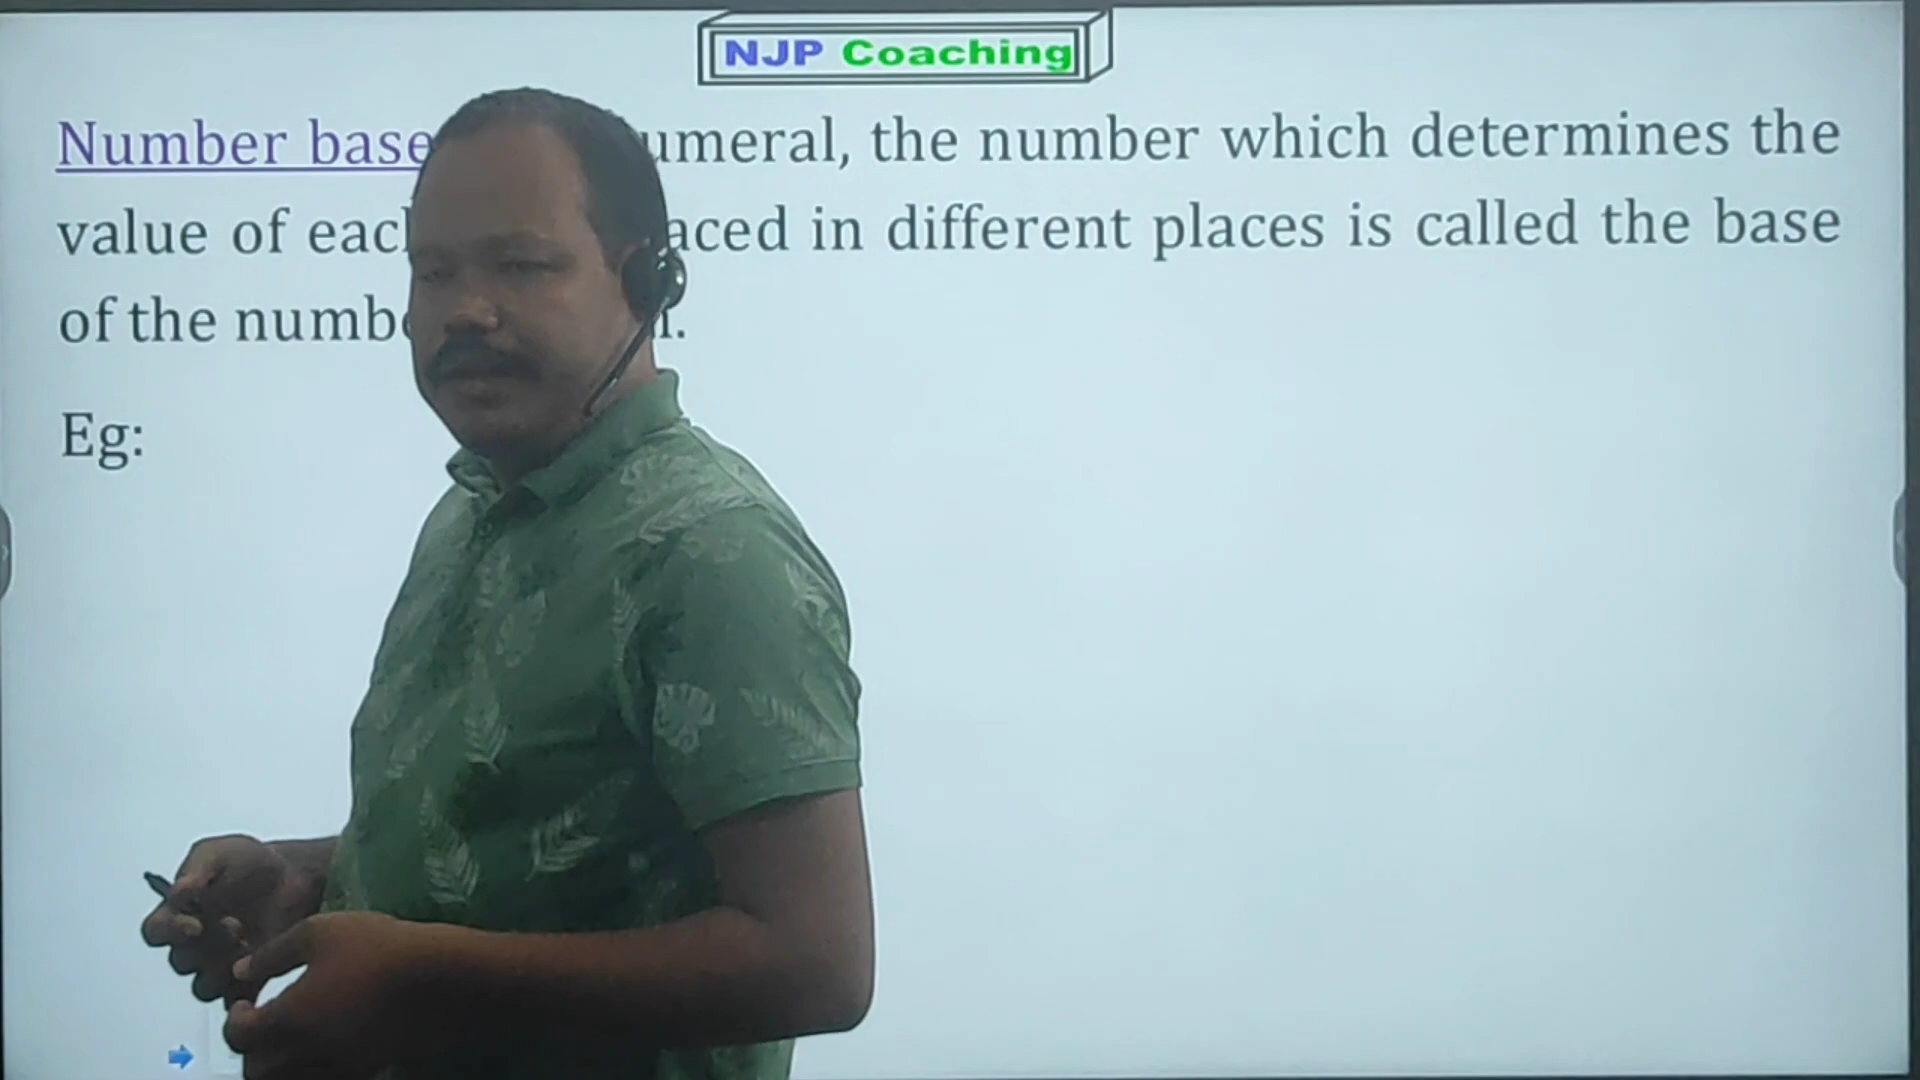 NJP Coaching
Number base umeral, the number which determines the
value of each aced in different places is called the base
of the numb
Eg: